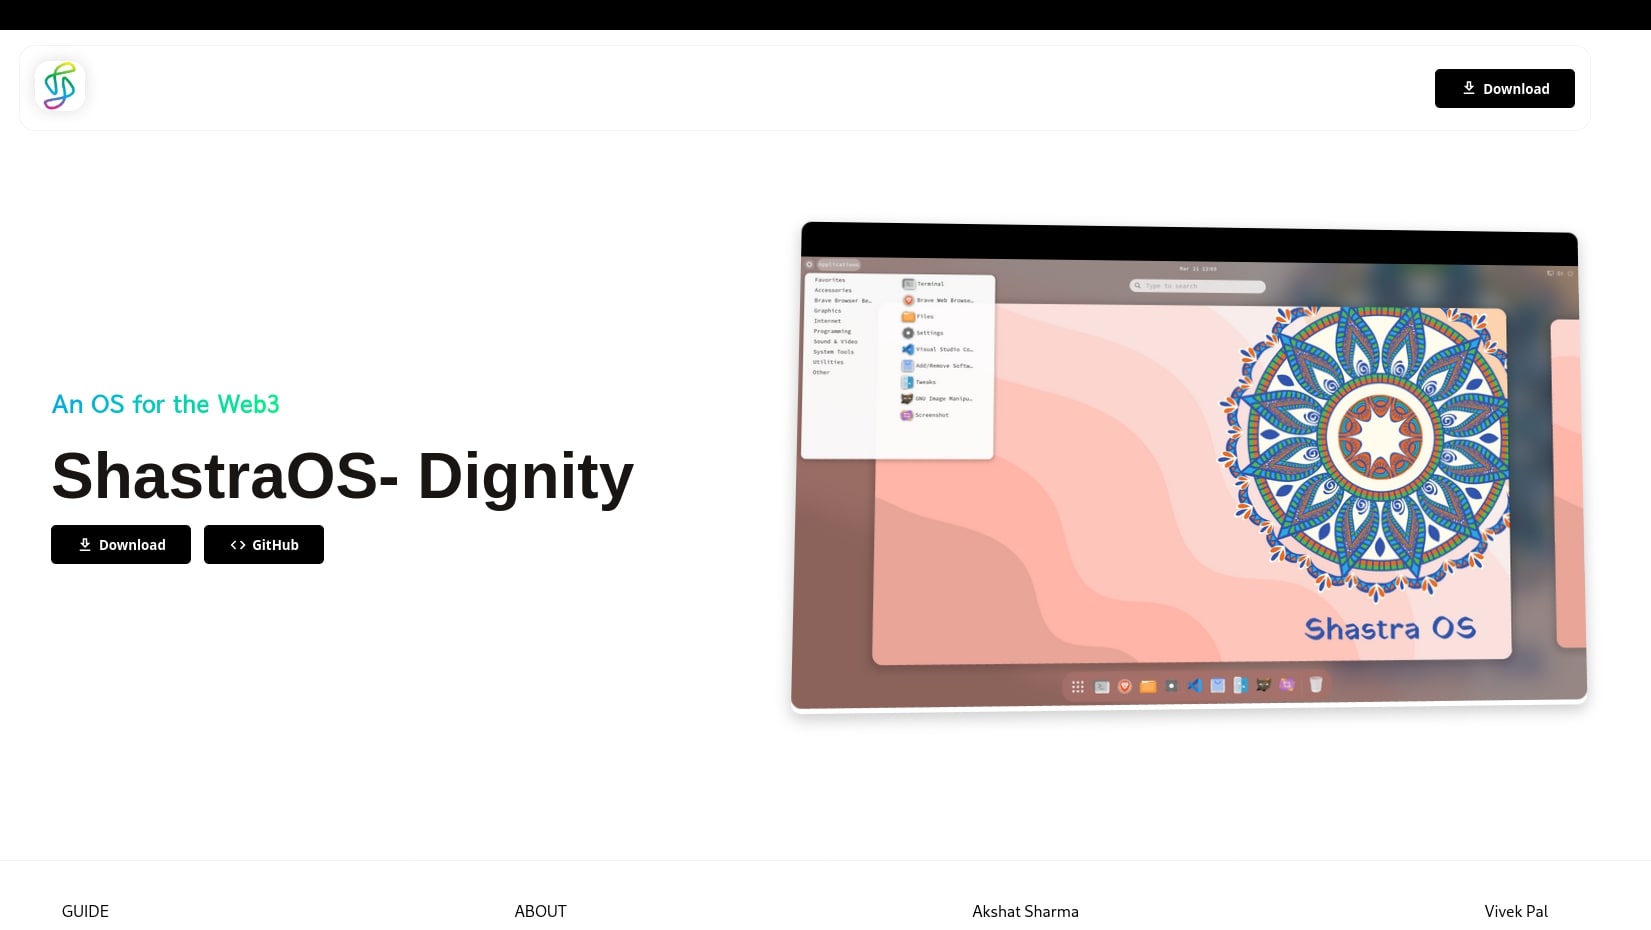 Download
An OS for the Web3
ShastraOS- Dignity
Download
GitHub
Applications
Mar 21 23:09
Type to search
Favorites
Accessories
Brave Browser Be…
Graphics
Internet
Programming
Sound & Video
System Tools
Utilities
Other
Terminal
Brave Web Browse…
Files
Settings
Visual Studio Co…
Add/Remove Softw…
Tweaks
GNU Image Manipu…
Screenshot
Shastra OS
GUIDE
ABOUT
Akshat Sharma
Vivek Pal